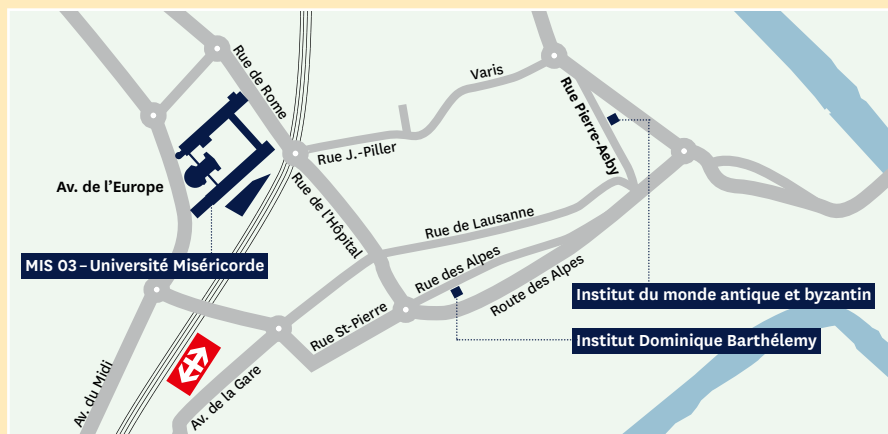 Rue de Rome
Varis
Rue Pierre-Aeby
Rue J.-Piller
Av. de l’Europe
Rue de l’Hôpital
Rue de Lausanne
MIS 03 – Université Miséricorde
Rue des Alpes
Route des Alpes
Institut du monde antique et byzantin
Rue St-Pierre
Institut Dominique Barthélemy
Av. du Midi
Av. de la Gare